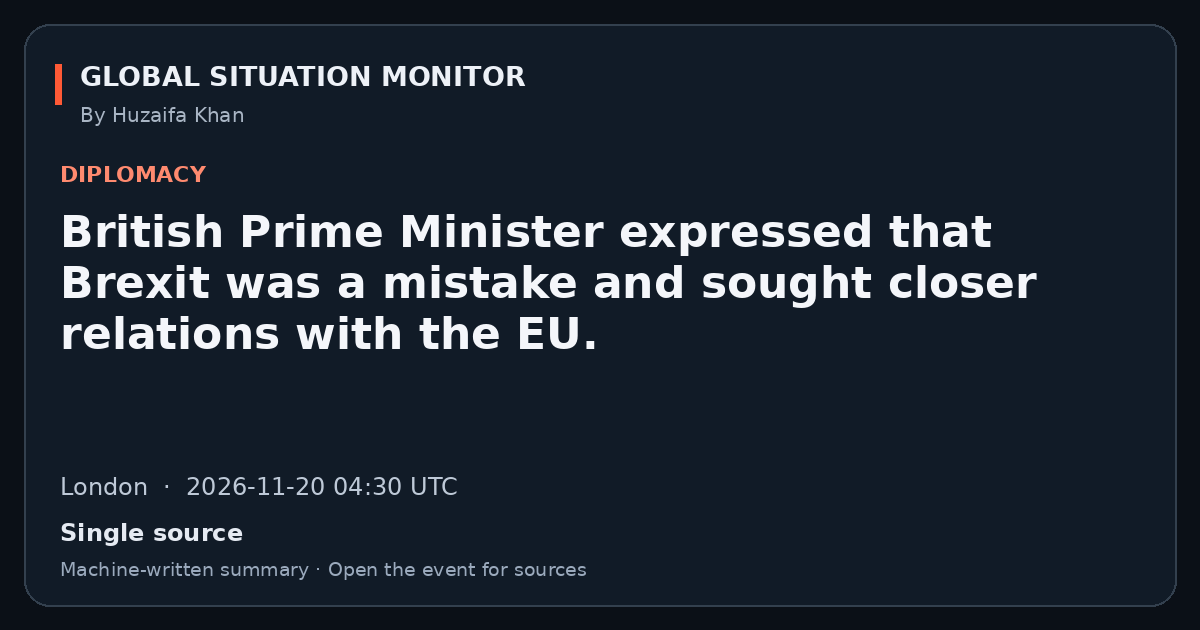 GLOBAL SITUATION MONITOR
By Huzaifa Khan
DIPLOMACY
British Prime Minister expressed that
Brexit was a mistake and sought closer
relations with the EU.
London · 2026-11-20 04:30 UTC
Single source
Machine-written summary · Open the event for sources